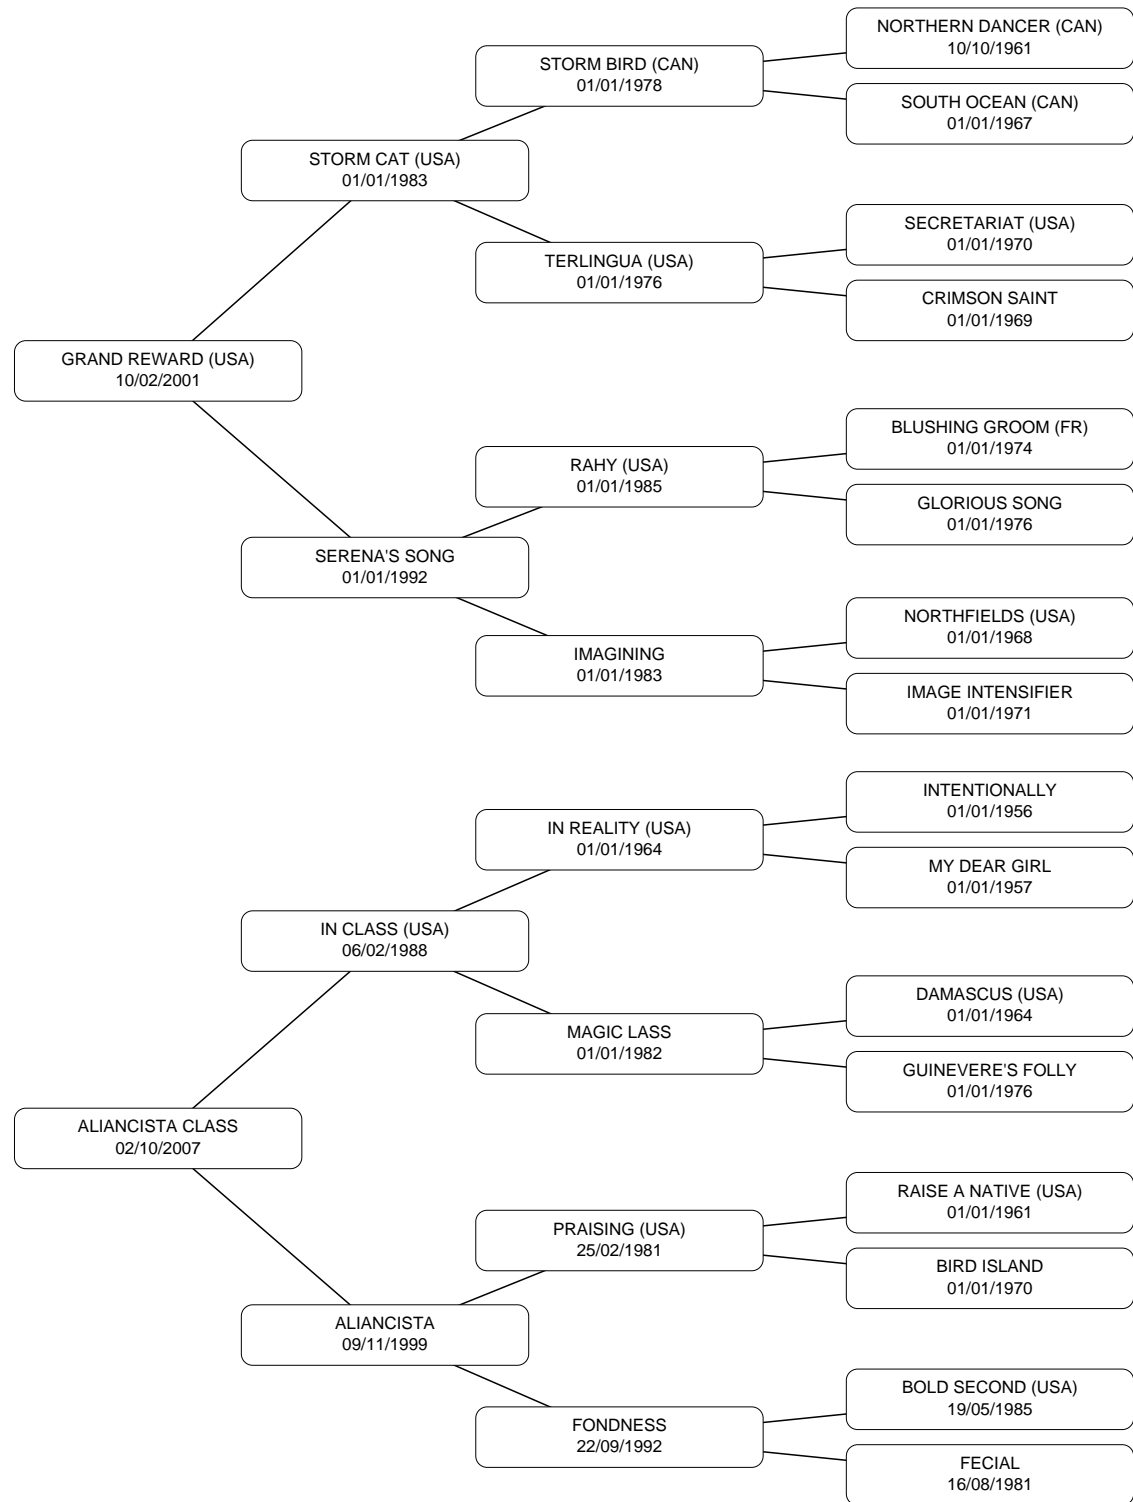 NORTHERN DANCER (CAN)
10/10/1961
STORM BIRD (CAN)
01/01/1978
SOUTH OCEAN (CAN)
01/01/1967
STORM CAT (USA)
01/01/1983
SECRETARIAT (USA)
01/01/1970
TERLINGUA (USA)
01/01/1976
CRIMSON SAINT
01/01/1969
GRAND REWARD (USA)
10/02/2001
BLUSHING GROOM (FR)
01/01/1974
RAHY (USA)
01/01/1985
GLORIOUS SONG
01/01/1976
SERENA'S SONG
01/01/1992
NORTHFIELDS (USA)
01/01/1968
IMAGINING
01/01/1983
IMAGE INTENSIFIER
01/01/1971
INTENTIONALLY
01/01/1956
IN REALITY (USA)
01/01/1964
MY DEAR GIRL
01/01/1957
IN CLASS (USA)
06/02/1988
DAMASCUS (USA)
01/01/1964
MAGIC LASS
01/01/1982
GUINEVERE'S FOLLY
01/01/1976
ALIANCISTA CLASS
02/10/2007
RAISE A NATIVE (USA)
01/01/1961
PRAISING (USA)
25/02/1981
BIRD ISLAND
01/01/1970
ALIANCISTA
09/11/1999
BOLD SECOND (USA)
19/05/1985
FONDNESS
22/09/1992
FECIAL
16/08/1981